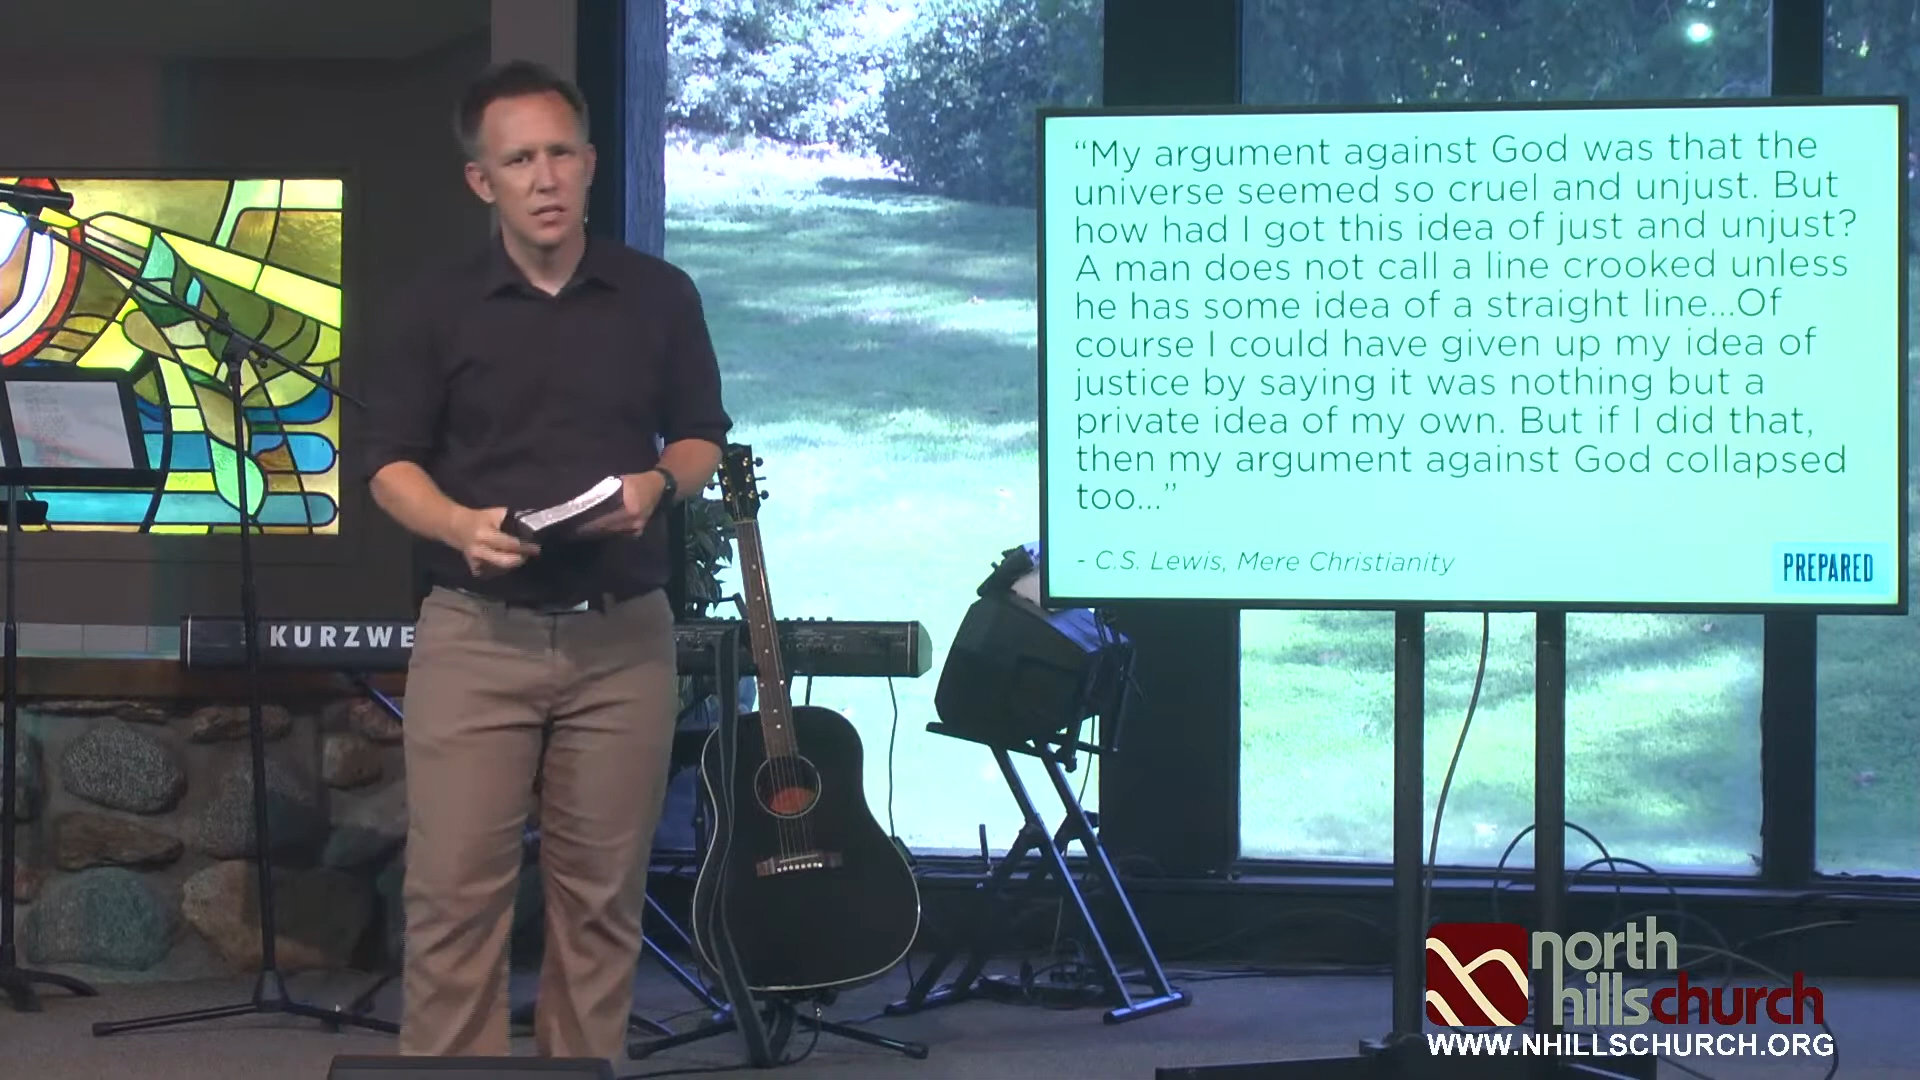 “My argument against God was that the
universe seemed so cruel and unjust. But
how had I got this idea of just and unjust?
A man does not call a line crooked unless
he has some idea of a straight line...Of
course I could have given up my idea of
justice by saying it was nothing but a
private idea of my own. But if I did that,
then my argument against God collapsed
too...”
- C.S. Lewis, Mere Christianity
PREPARED
KURZWE
north
hillschurch
WWW.NHILLSCHURCH.ORG